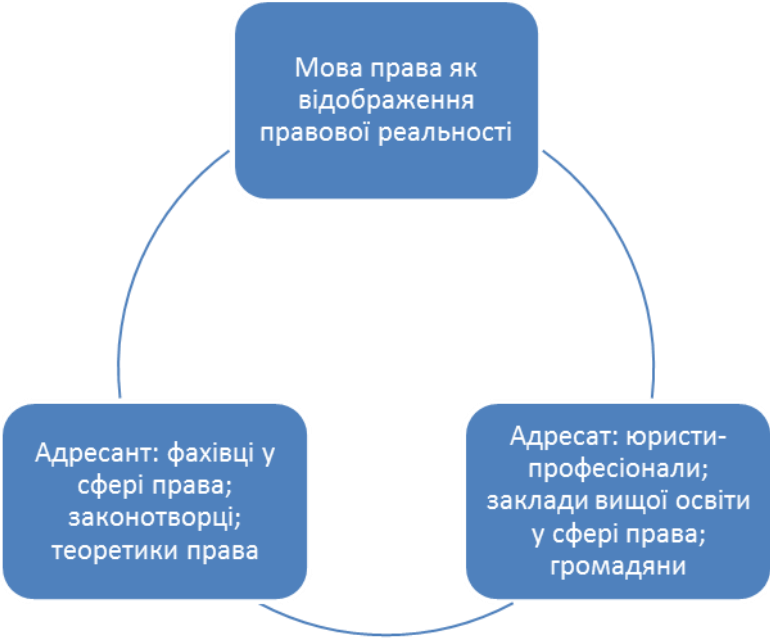 Мова права як
відображення
правової реальності
Адресант: фахівці у
сфері права;
законотворці;
теоретики права
Адресат: юристи-
професіонали;
заклади вищої освіти
у сфері права;
громадяни